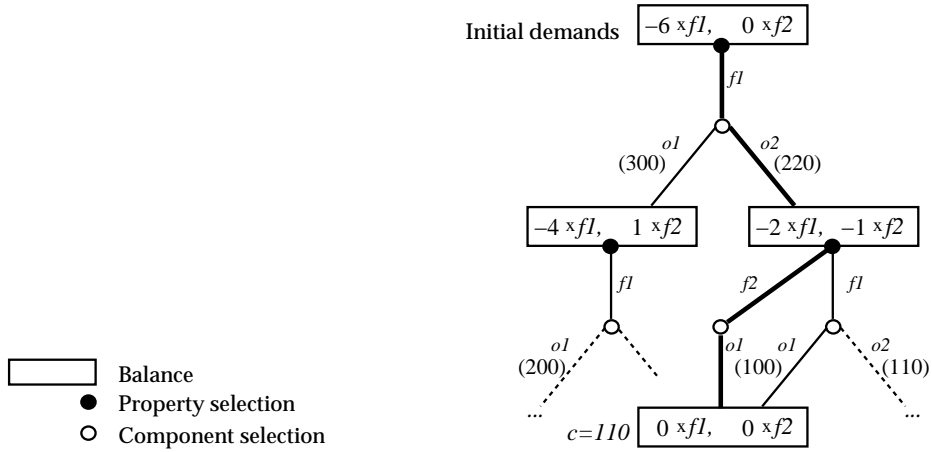 Initial demands
–6 x f1, 0 x f2
f1
o1
(300)
o2
(220)
–4 x f1, 1 x f2
–2 x f1, –1 x f2
f1
f2
f1
o1
(200)
o1
(100)
o1
o2
(110)
...
...
c=110
0 x f1, 0 x f2
Balance
Property selection
Component selection